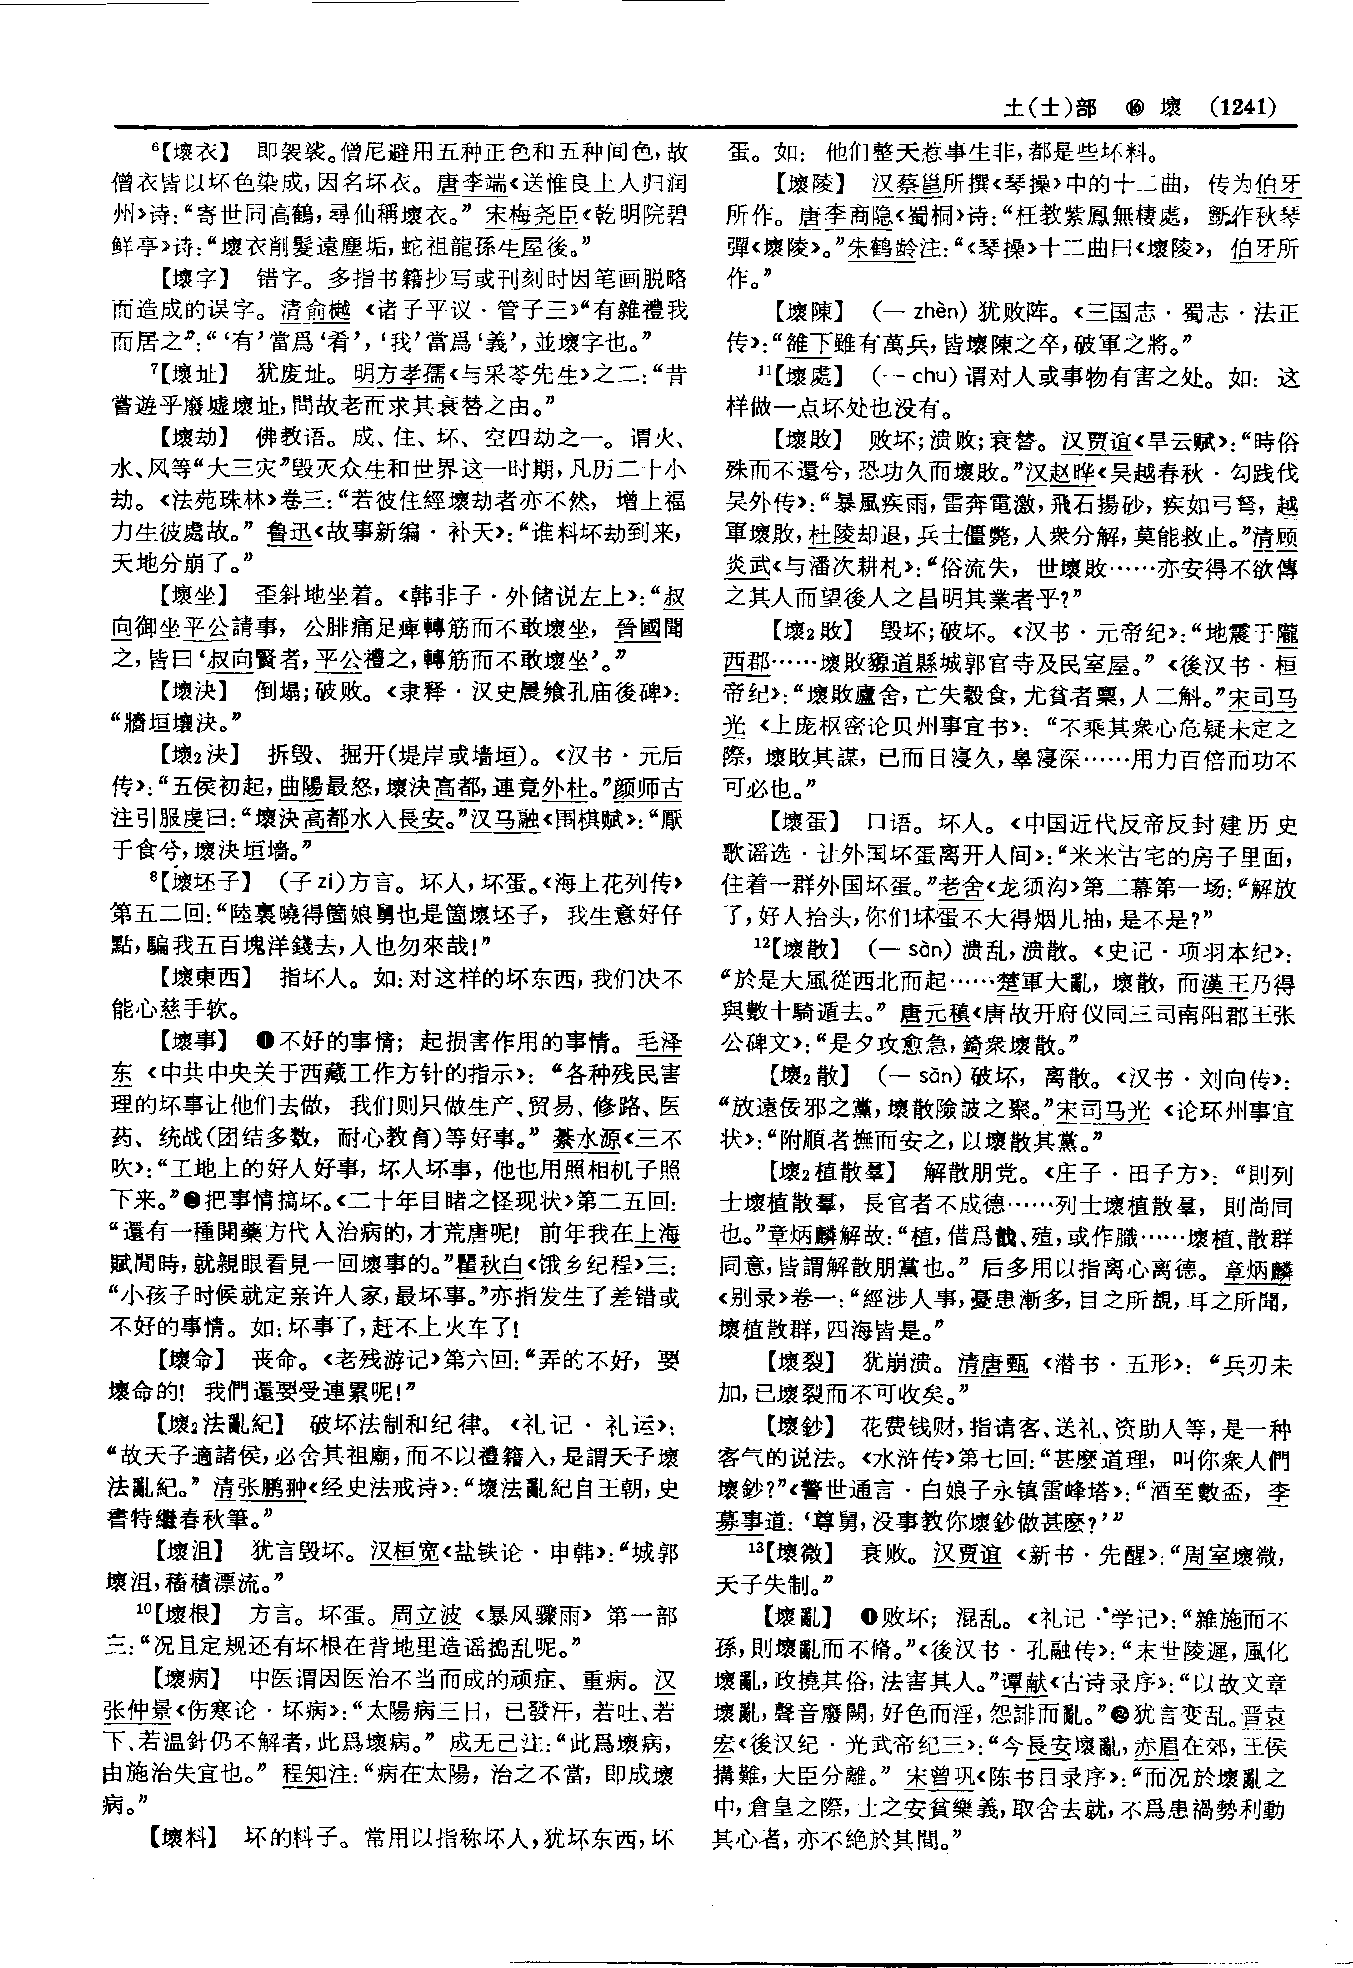 土(士)部 ⑯ 壞 (1241)
⁶【壞衣】 即袈裟。僧尼避用五种正色和五种间色,故
僧衣皆以坏色染成,因名坏衣。唐李端《送惟良上人归润
州》诗:“寄世同高鶴,尋仙稱壞衣。” 宋梅尧臣《乾明院碧
鲜亭》诗:“壞衣削髮遠塵垢,蛇祖龍孫生屋後。”
【壞字】 错字。多指书籍抄写或刊刻时因笔画脱略
而造成的误字。清俞樾《诸子平议·管子三》“有雜禮我
而居之”:“‘有’當爲‘肴’,‘我’當爲‘義’,並壞字也。”
⁷【壞址】 犹废址。明方孝孺《与采苓先生》之二:“昔
嘗遊乎廢墟壞址,問故老而求其衰替之由。”
【壞劫】 佛教语。成、住、坏、空四劫之一。谓火、
水、风等“大三灾”毁灭众生和世界这一时期,凡历二十小
劫。《法苑珠林》卷三:“若彼住經壞劫者亦不然,增上福
力生彼處故。” 鲁迅《故事新编·补天》:“谁料坏劫到来,
天地分崩了。”
【壞坐】 歪斜地坐着。《韩非子·外储说左上》:“叔
向御坐平公請事,公腓痛足痺轉筋而不敢壞坐,晉國聞
之,皆曰‘叔向賢者,平公禮之,轉筋而不敢壞坐’。”
【壞決】 倒塌;破败。《隶释·汉史晨飨孔庙後碑》:
“牆垣壞決。”
【壞₂決】 拆毁、掘开(堤岸或墙垣)。《汉书·元后
传》:“五侯初起,曲陽最怒,壞決高都,連竟外杜。”颜师古
注引服虔曰:“壞決高都水入長安。”汉马融《围棋赋》:“厭
于食兮,壞決垣墻。”
⁸【壞坯子】 (子 zi)方言。坏人,坏蛋。《海上花列传》
第五二回:“陸裏曉得箇娘舅也是箇壞坯子,我生意好仔
點,騙我五百塊洋錢去,人也勿來哉!”
【壞東西】 指坏人。如:对这样的坏东西,我们决不
能心慈手软。
【壞事】 ❶不好的事情;起损害作用的事情。毛泽
东《中共中央关于西藏工作方针的指示》:“各种残民害
理的坏事让他们去做,我们则只做生产、贸易、修路、医
药、统战(团结多数,耐心教育)等好事。” 綦水源《三不
吹》:“工地上的好人好事,坏人坏事,他也用照相机子照
下来。”❷把事情搞坏。《二十年目睹之怪现状》第二五回:
“還有一種開藥方代人治病的,才荒唐呢!前年我在上海
賦閒時,就親眼看見一回壞事的。”瞿秋白《饿乡纪程》三:
“小孩子时候就定亲许人家,最坏事。”亦指发生了差错或
不好的事情。如:坏事了,赶不上火车了!
【壞命】 丧命。《老残游记》第六回:“弄的不好,要
壞命的!我們還要受連累呢!”
【壞₂法亂紀】 破坏法制和纪律。《礼记·礼运》:
“故天子適諸侯,必舍其祖廟,而不以禮籍入,是謂天子壞
法亂紀。” 清张鹏翀《经史法戒诗》:“壞法亂紀自王朝,史
書特繼春秋筆。”
【壞沮】 犹言毁坏。汉桓宽《盐铁论·申韩》:“城郭
壞沮,稸積漂流。”
¹⁰【壞根】 方言。坏蛋。周立波《暴风骤雨》第一部
三:“况且定规还有坏根在背地里造谣捣乱呢。”
【壞病】 中医谓因医治不当而成的顽症、重病。汉
张仲景《伤寒论·坏病》:“太陽病三日,已發汗,若吐、若
下、若温針仍不解者,此爲壞病。” 成无己注:“此爲壞病,
由施治失宜也。” 程知注:“病在太陽,治之不當,即成壞
病。”
【壞料】 坏的料子。常用以指称坏人,犹坏东西,坏
蛋。如:他们整天惹事生非,都是些坏料。
【壞陵】 汉蔡邕所撰《琴操》中的十二曲,传为伯牙
所作。唐李商隐《蜀桐》诗:“枉教紫鳳無棲處,斲作秋琴
彈《壞陵》。”朱鹤龄注:“《琴操》十二曲曰《壞陵》,伯牙所
作。”
【壞陳】 (一 zhèn) 犹败阵。《三国志·蜀志·法正
传》:“雒下雖有萬兵,皆壞陳之卒,破軍之將。”
¹¹【壞處】 (一 chu) 谓对人或事物有害之处。如:这
样做一点坏处也没有。
【壞敗】 败坏;溃败;衰替。汉贾谊《旱云赋》:“時俗
殊而不還兮,恐功久而壞敗。”汉赵晔《吴越春秋·勾践伐
吴外传》:“暴風疾雨,雷奔電激,飛石揚砂,疾如弓弩,越
軍壞敗,杜陵却退,兵士僵斃,人衆分解,莫能救止。”清顾
炎武《与潘次耕札》:“俗流失,世壞敗……亦安得不欲傳
之其人而望後人之昌明其業者乎?”
【壞₂敗】 毁坏;破坏。《汉书·元帝纪》:“地震于隴
西郡……壞敗豲道縣城郭官寺及民室屋。”《後汉书·桓
帝纪》:“壞敗廬舍,亡失穀食,尤貧者稟,人二斛。”宋司马
光《上庞枢密论贝州事宜书》:“不乘其衆心危疑未定之
際,壞敗其謀,已而日寖久,辠寖深……用力百倍而功不
可必也。”
【壞蛋】 口语。坏人。《中国近代反帝反封建历史
歌谣选·让外国坏蛋离开人间》:“米米古宅的房子里面,
住着一群外国坏蛋。”老舍《龙须沟》第二幕第一场:“解放
了,好人抬头,你们坏蛋不大得烟儿抽,是不是?”
¹²【壞散】 (一 sàn) 溃乱,溃散。《史记·项羽本纪》:
“於是大風從西北而起……楚軍大亂,壞散,而漢王乃得
與數十騎遁去。” 唐元稹《唐故开府仪同三司南阳郡王张
公碑文》:“是夕攻愈急,錡衆壞散。”
【壞₂散】 (一 sǎn) 破坏,离散。《汉书·刘向传》:
“放遠佞邪之黨,壞散險詖之聚。”宋司马光《论环州事宜
状》:“附順者撫而安之,以壞散其黨。”
【壞₂植散羣】 解散朋党。《庄子·田子方》:“則列
士壞植散羣,長官者不成德……列士壞植散羣,則尚同
也。”章炳麟解故:“植,借爲戠、殖,或作膱……壞植、散群
同意,皆謂解散朋黨也。” 后多用以指离心离德。章炳麟
《别录》卷一:“經涉人事,憂患漸多,目之所覩,耳之所聞,
壞植散群,四海皆是。”
【壞裂】 犹崩溃。清唐甄《潜书·五形》:“兵刃未
加,已壞裂而不可收矣。”
【壞鈔】 花费钱财,指请客、送礼、资助人等,是一种
客气的说法。《水浒传》第七回:“甚麼道理,叫你衆人們
壞鈔?”《警世通言·白娘子永镇雷峰塔》:“酒至數盃,李
募事道:‘尊舅,没事教你壞鈔做甚麽?’”
¹³【壞微】 衰败。汉贾谊《新书·先醒》:“周室壞微,
天子失制。”
【壞亂】 ❶败坏;混乱。《礼记·学记》:“雜施而不
孫,則壞亂而不脩。”《後汉书·孔融传》:“末世陵遲,風化
壞亂,政撓其俗,法害其人。”谭献《古诗录序》:“以故文章
壞亂,聲音廢闕,好色而淫,怨誹而亂。”❷犹言变乱。晋袁
宏《後汉纪·光武帝纪三》:“今長安壞亂,赤眉在郊,王侯
搆難,大臣分離。” 宋曾巩《陈书目录序》:“而况於壞亂之
中,倉皇之際,士之安貧樂義,取舍去就,不爲患禍勢利動
其心者,亦不絶於其間。”